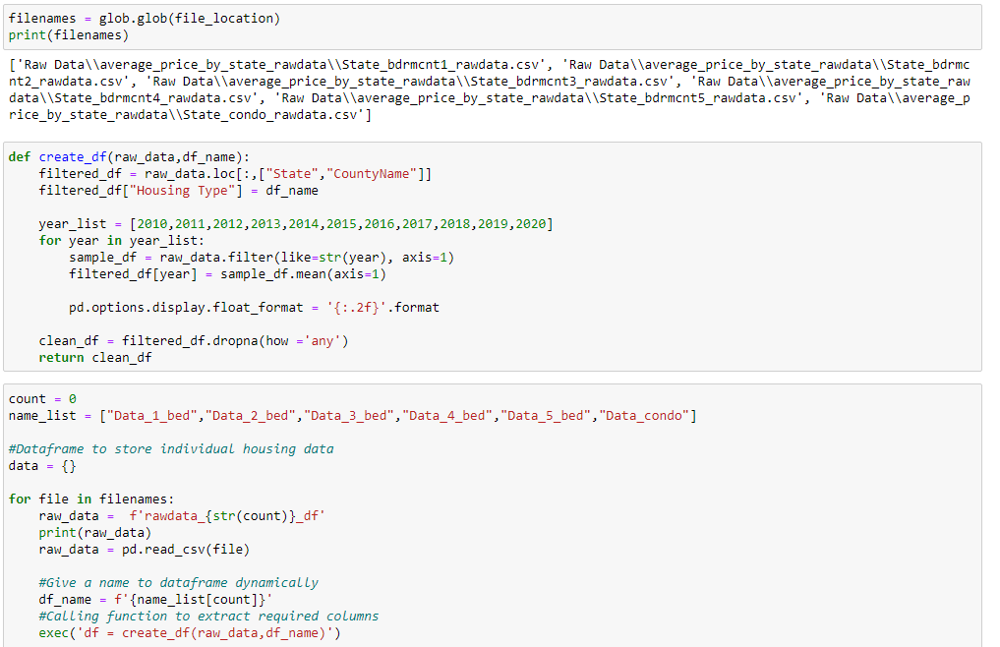 filenames = glob.glob(file_location)
print(filenames)
['Raw Data\\average_price_by_state_rawdata\\State_bdrmcnt1_rawdata.csv', 'Raw Data\\average_price_by_state_rawdata\\State_bdrmc
nt2_rawdata.csv', 'Raw Data\\average_price_by_state_rawdata\\State_bdrmcnt3_rawdata.csv', 'Raw Data\\average_price_by_state_raw
data\\State_bdrmcnt4_rawdata.csv', 'Raw Data\\average_price_by_state_rawdata\\State_bdrmcnt5_rawdata.csv', 'Raw Data\\average_p
rice_by_state_rawdata\\State_condo_rawdata.csv']
def create_df(raw_data,df_name):
    filtered_df = raw_data.loc[:,["State","CountyName"]]
    filtered_df["Housing Type"] = df_name
    year_list = [2010,2011,2012,2013,2014,2015,2016,2017,2018,2019,2020]
    for year in year_list:
        sample_df = raw_data.filter(like=str(year), axis=1)
        filtered_df[year] = sample_df.mean(axis=1)
        pd.options.display.float_format = '{:.2f}'.format
    clean_df = filtered_df.dropna(how ='any')
    return clean_df
count = 0
name_list = ["Data_1_bed","Data_2_bed","Data_3_bed","Data_4_bed","Data_5_bed","Data_condo"]
#Dataframe to store individual housing data
data = {}
for file in filenames:
    raw_data =  f'rawdata_{str(count)}_df'
    print(raw_data)
    raw_data = pd.read_csv(file)
    #Give a name to dataframe dynamically
    df_name = f'{name_list[count]}'
    #Calling function to extract required columns
    exec('df = create_df(raw_data,df_name)')